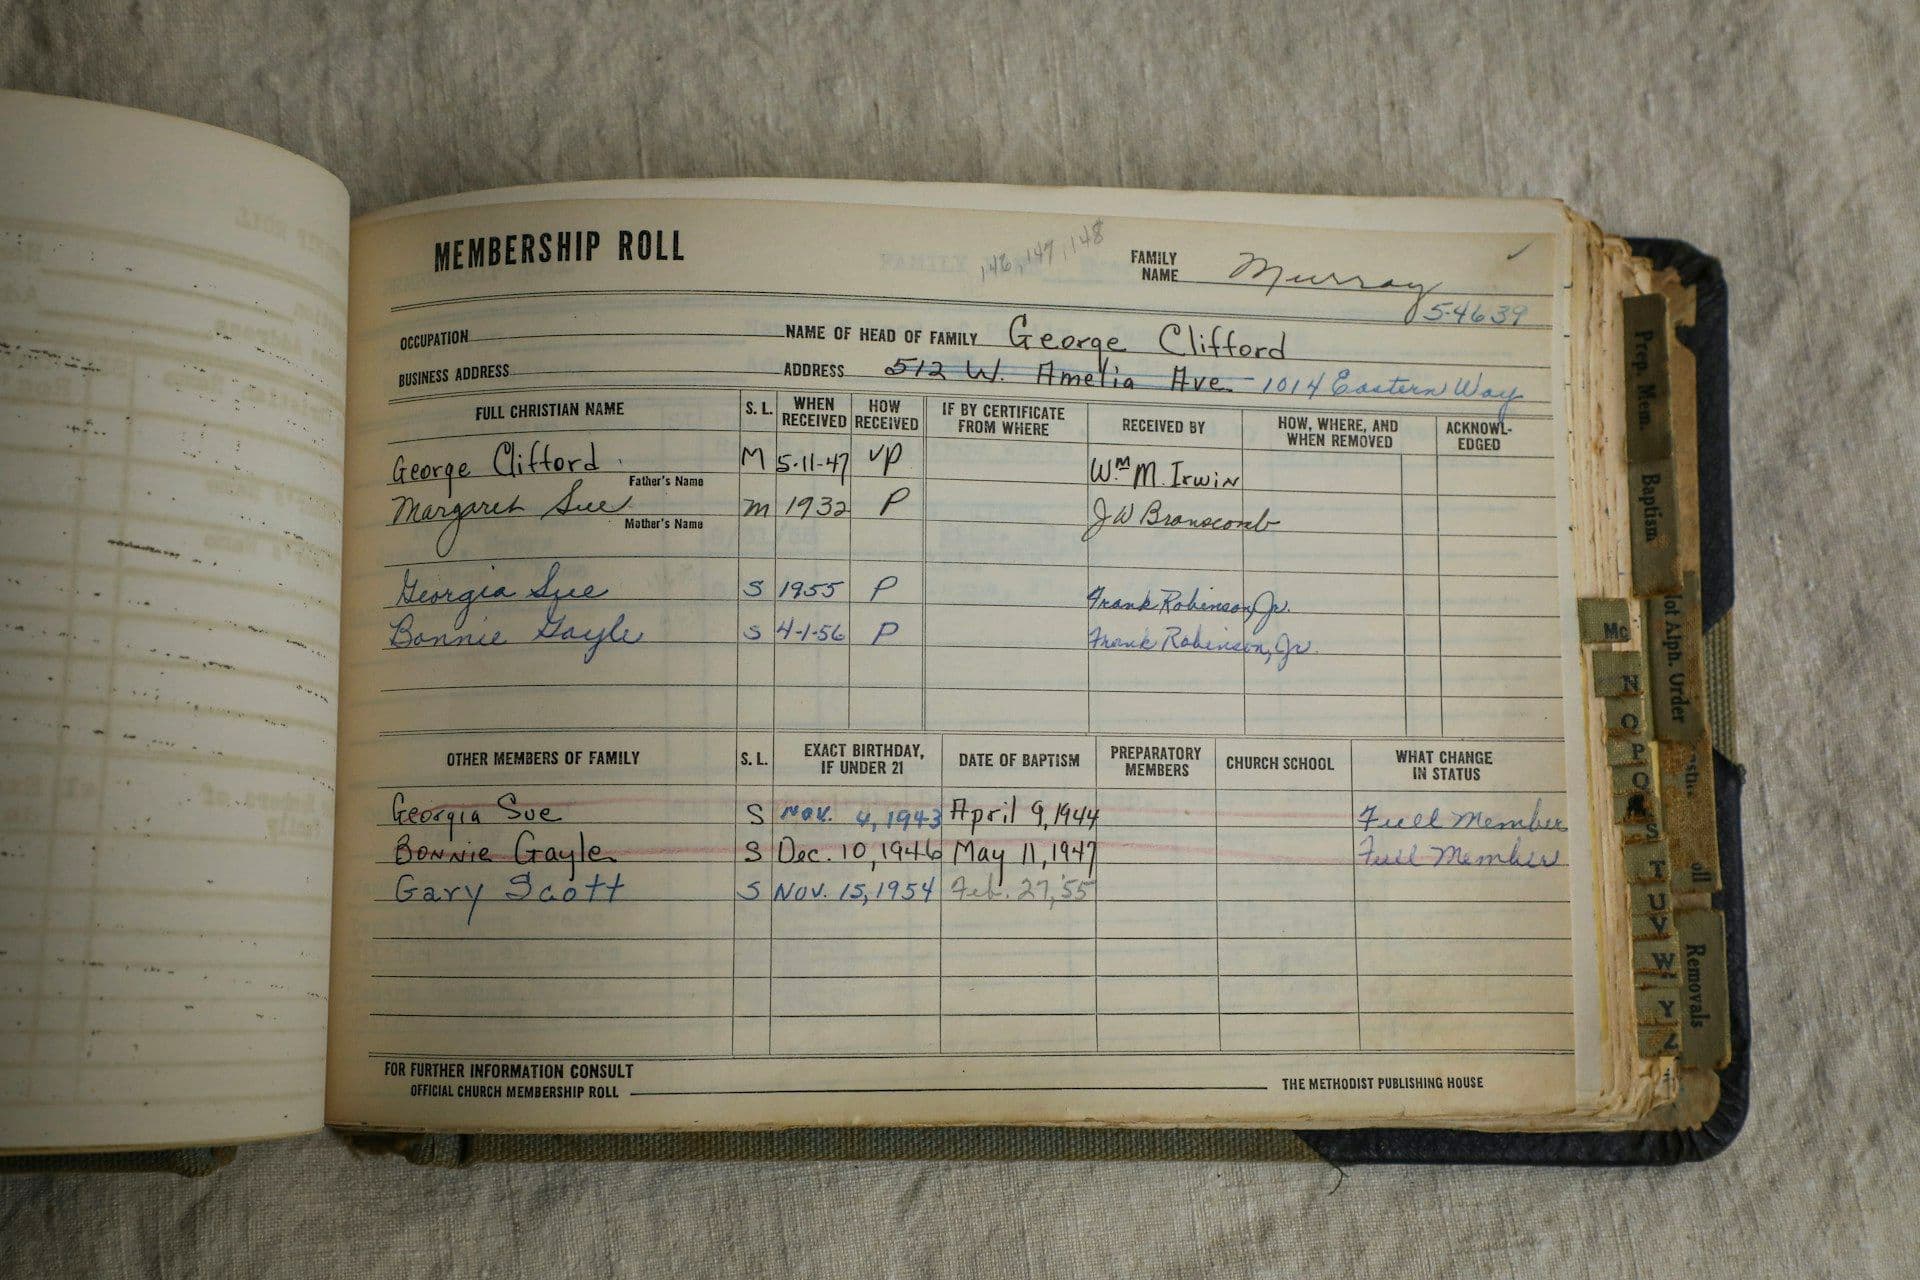 MEMBERSHIP ROLL
146, 147, 148
FAMILY NAME Murray
5-4639
OCCUPATION NAME OF HEAD OF FAMILY George Clifford
BUSINESS ADDRESS ADDRESS 512 W. Amelia Ave - 1014 Eastern Way
FULL CHRISTIAN NAME S. L. WHEN RECEIVED HOW RECEIVED IF BY CERTIFICATE FROM WHERE RECEIVED BY HOW, WHERE, AND WHEN REMOVED ACKNOWL-EDGED
George Clifford M 5-11-47 VP Wm M. Irwin
Father's Name
Margaret Sue m 1932 P J W Branscomb
Mother's Name
Georgia Sue S 1955 P Frank Robinson, Jr.
Bonnie Gayle S 4-1-56 P Frank Robinson, Jr.
OTHER MEMBERS OF FAMILY S. L. EXACT BIRTHDAY, IF UNDER 21 DATE OF BAPTISM PREPARATORY MEMBERS CHURCH SCHOOL WHAT CHANGE IN STATUS
Georgia Sue S Nov. 4, 1943 April 9, 1944 Full Member
Bonnie Gayle S Dec. 10, 1946 May 11, 1947 Full Member
Gary Scott S Nov. 15, 1954 Feb. 27, '55
FOR FURTHER INFORMATION CONSULT
OFFICIAL CHURCH MEMBERSHIP ROLL THE METHODIST PUBLISHING HOUSE
Prep. Mem.
Baptism
Alph. Order
Removals
Mc
N
O
P
Q
S
T
U
V
W
Y
Z